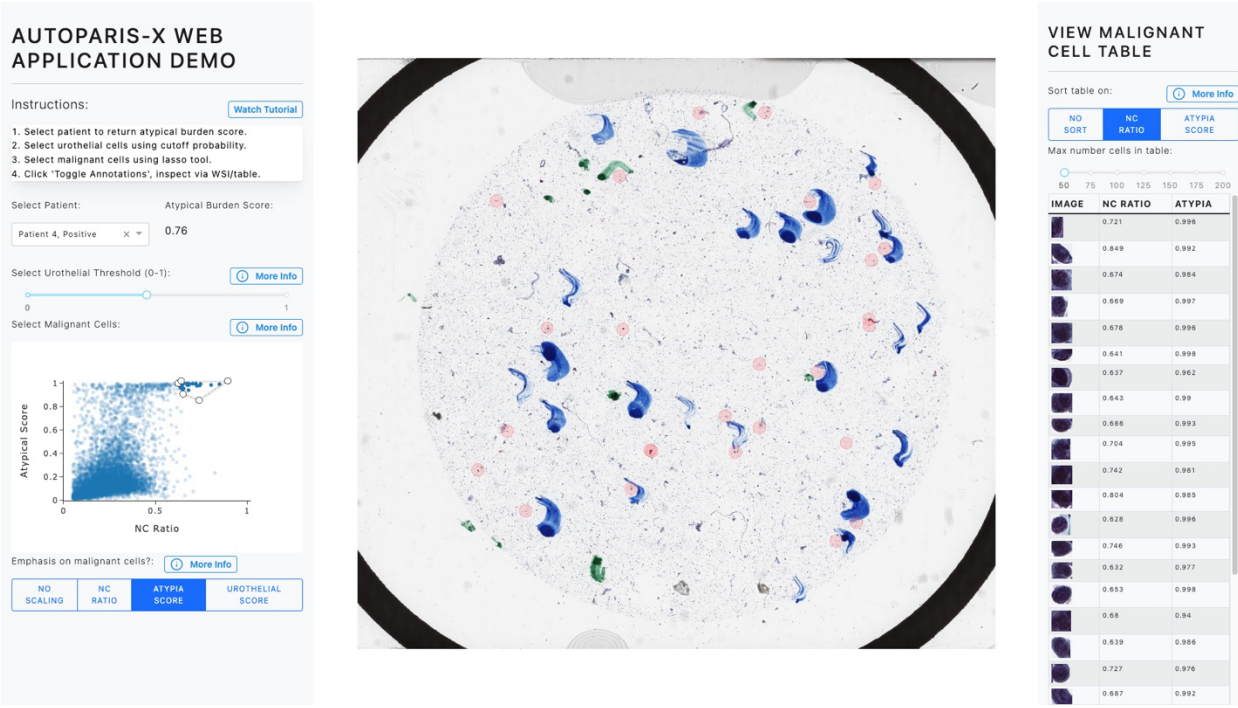 AUTOPARIS-X WEB
APPLICATION DEMO
Instructions:
Watch Tutorial
1. Select patient to return atypical burden score.
2. Select urothelial cells using cutoff probability.
3. Select malignant cells using lasso tool.
4. Click 'Toggle Annotations', inspect via WSI/table.
Select Patient:
Atypical Burden Score:
Patient 4, Positive
0.76
Select Urothelial Threshold (0-1):
More Info
0 1
Select Malignant Cells:
More Info
1
0.8
0.6
0.4
0.2
0
Atypical Score
0 0.5 1
NC Ratio
Emphasis on malignant cells?:
More Info
NO SCALING
NC RATIO
ATYPIA SCORE
UROTHELIAL SCORE
VIEW MALIGNANT
CELL TABLE
Sort table on:
More Info
NO SORT
NC RATIO
ATYPIA SCORE
Max number cells in table:
50 75 100 125 150 175 200
IMAGE NC RATIO ATYPIA
0.721 0.996
0.849 0.992
0.674 0.984
0.669 0.997
0.678 0.996
0.641 0.998
0.637 0.962
0.643 0.99
0.686 0.993
0.704 0.995
0.742 0.981
0.804 0.985
0.628 0.996
0.746 0.993
0.632 0.977
0.653 0.998
0.68 0.94
0.639 0.986
0.727 0.976
0.687 0.992